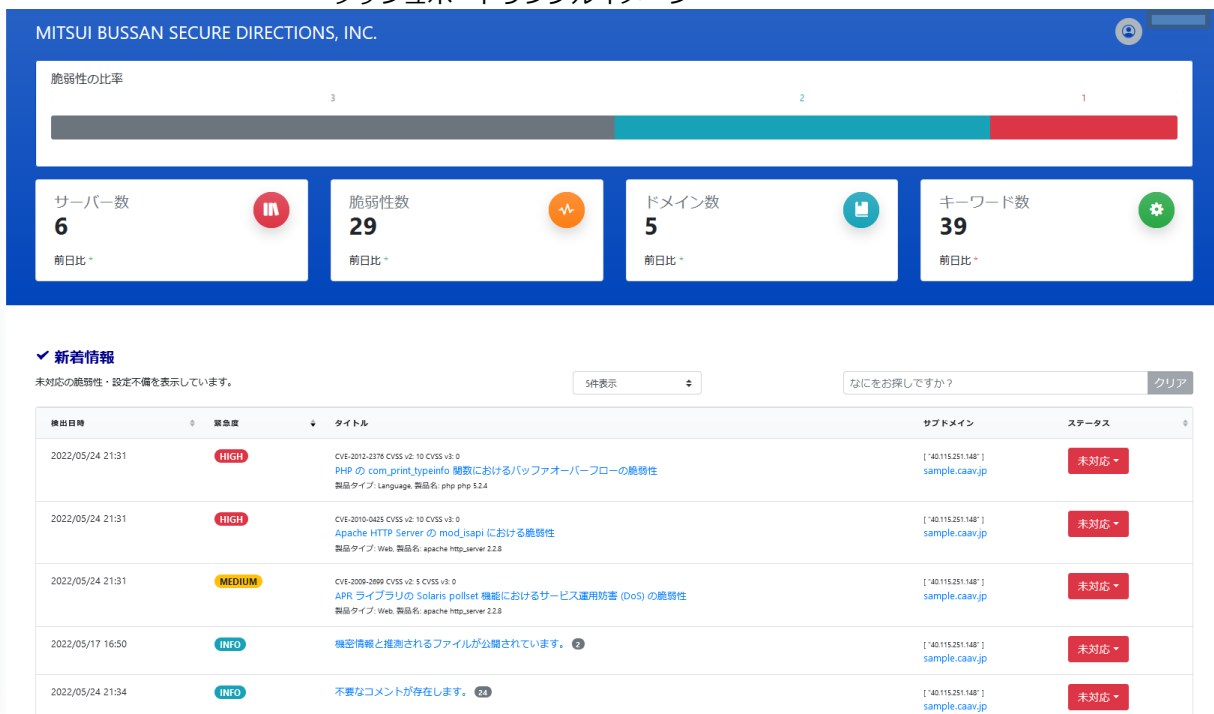 ダッシュボードサンプルイメージ
MITSUI BUSSAN SECURE DIRECTIONS, INC.
脆弱性の比率
3 2 1
サーバー数
6
前日比 *
脆弱性数
29
前日比 *
ドメイン数
5
前日比 *
キーワード数
39
前日比 *
新着情報
未対応の脆弱性・設定不備を表示しています。
5件表示
なにをお探しですか？ クリア
検出日時 緊急度 タイトル サブドメイン ステータス
2022/05/24 21:31 HIGH
CVE-2012-2376 CVSS v2: 10 CVSS v3: 0
PHP の com_print_typeinfo 関数におけるバッファオーバーフローの脆弱性
製品タイプ: Language, 製品名: php php 5.2.4
[ "40.115.251.148" ]
sample.caav.jp
未対応
2022/05/24 21:31 HIGH
CVE-2010-0425 CVSS v2: 10 CVSS v3: 0
Apache HTTP Server の mod_isapi における脆弱性
製品タイプ: Web, 製品名: apache http_server 2.2.8
[ "40.115.251.148" ]
sample.caav.jp
未対応
2022/05/24 21:31 MEDIUM
CVE-2009-2699 CVSS v2: 5 CVSS v3: 0
APR ライブラリの Solaris pollset 機能におけるサービス運用妨害 (DoS) の脆弱性
製品タイプ: Web, 製品名: apache http_server 2.2.8
[ "40.115.251.148" ]
sample.caav.jp
未対応
2022/05/17 16:50 INFO
機密情報と推測されるファイルが公開されています。 2
[ "40.115.251.148" ]
sample.caav.jp
未対応
2022/05/24 21:34 INFO
不要なコメントが存在します。 24
[ "40.115.251.148" ]
sample.caav.jp
未対応